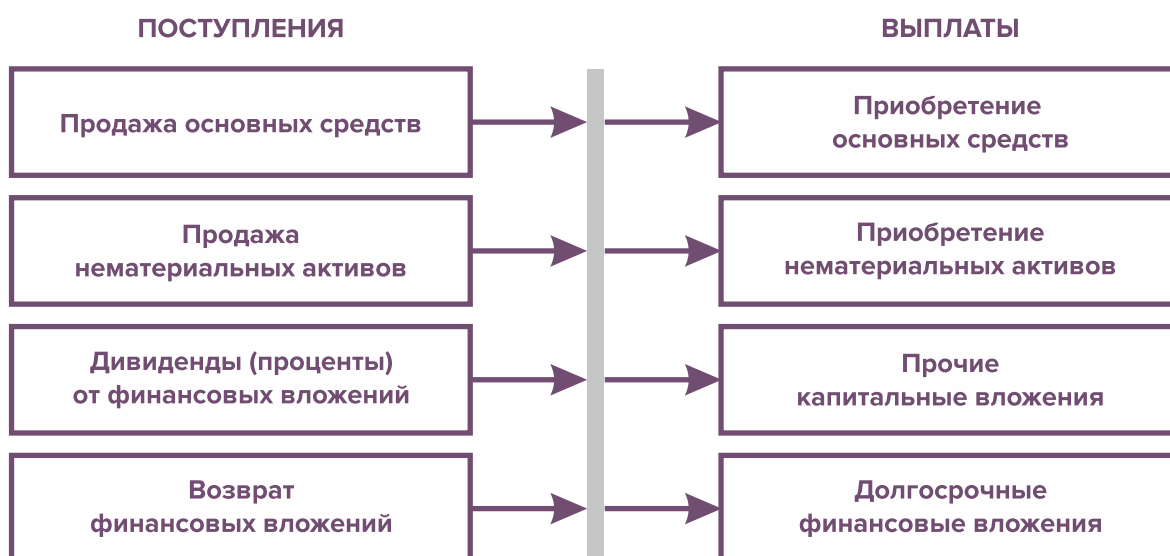 ПОСТУПЛЕНИЯ
ВЫПЛАТЫ
Продажа основных средств
Приобретение
основных средств
Продажа
нематериальных активов
Приобретение
нематериальных активов
Дивиденды (проценты)
от финансовых вложений
Прочие
капитальные вложения
Возврат
финансовых вложений
Долгосрочные
финансовые вложения